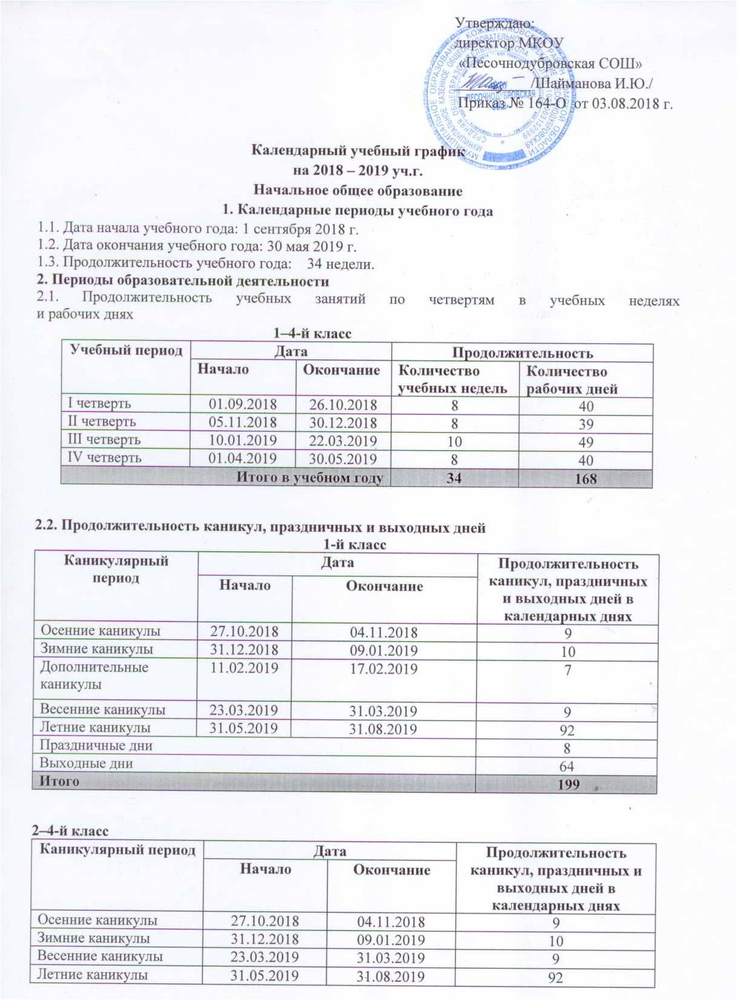 Утверждаю:
директор МКОУ
«Песочнодубровская СОШ»
/Шайманова И.Ю./
Приказ № 164-О от 03.08.2018 г.
ПЕСОЧНОДУБРОВСКАЯ
Календарный учебный график
на 2018 – 2019 уч.г.
Начальное общее образование
1. Календарные периоды учебного года
1.1. Дата начала учебного года: 1 сентября 2018 г.
1.2. Дата окончания учебного года: 30 мая 2019 г.
1.3. Продолжительность учебного года: 34 недели.
2. Периоды образовательной деятельности
2.1. Продолжительность учебных занятий по четвертям в учебных неделях
и рабочих днях
1–4-й класс
Учебный период Дата Продолжительность
Начало Окончание Количество учебных недель Количество рабочих дней
I четверть 01.09.2018 26.10.2018 8 40
II четверть 05.11.2018 30.12.2018 8 39
III четверть 10.01.2019 22.03.2019 10 49
IV четверть 01.04.2019 30.05.2019 8 40
Итого в учебном году 34 168
2.2. Продолжительность каникул, праздничных и выходных дней
1-й класс
Каникулярный период Дата Продолжительность каникул, праздничных и выходных дней в календарных днях
Начало Окончание
Осенние каникулы 27.10.2018 04.11.2018 9
Зимние каникулы 31.12.2018 09.01.2019 10
Дополнительные каникулы 11.02.2019 17.02.2019 7
Весенние каникулы 23.03.2019 31.03.2019 9
Летние каникулы 31.05.2019 31.08.2019 92
Праздничные дни 8
Выходные дни 64
Итого 199
2–4-й класс
Каникулярный период Дата Продолжительность каникул, праздничных и выходных дней в календарных днях
Начало Окончание
Осенние каникулы 27.10.2018 04.11.2018 9
Зимние каникулы 31.12.2018 09.01.2019 10
Весенние каникулы 23.03.2019 31.03.2019 9
Летние каникулы 31.05.2019 31.08.2019 92